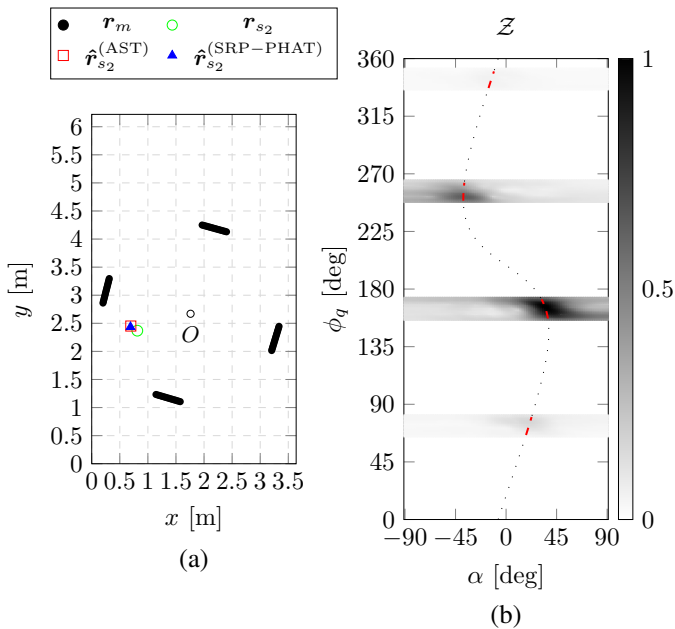 r_m r_{s_2}
r̂_{s_2}^{(AST)} r̂_{s_2}^{(SRP−PHAT)}
6
5.5
5
4.5
4
3.5
3
2.5
2
1.5
1
0.5
0
y [m]
O
0 0.5 1 1.5 2 2.5 3 3.5
x [m]
(a)
𝒵
360
315
270
225
180
135
90
45
0
ϕ_q [deg]
−90 −45 0 45 90
α [deg]
1
0.5
0
(b)